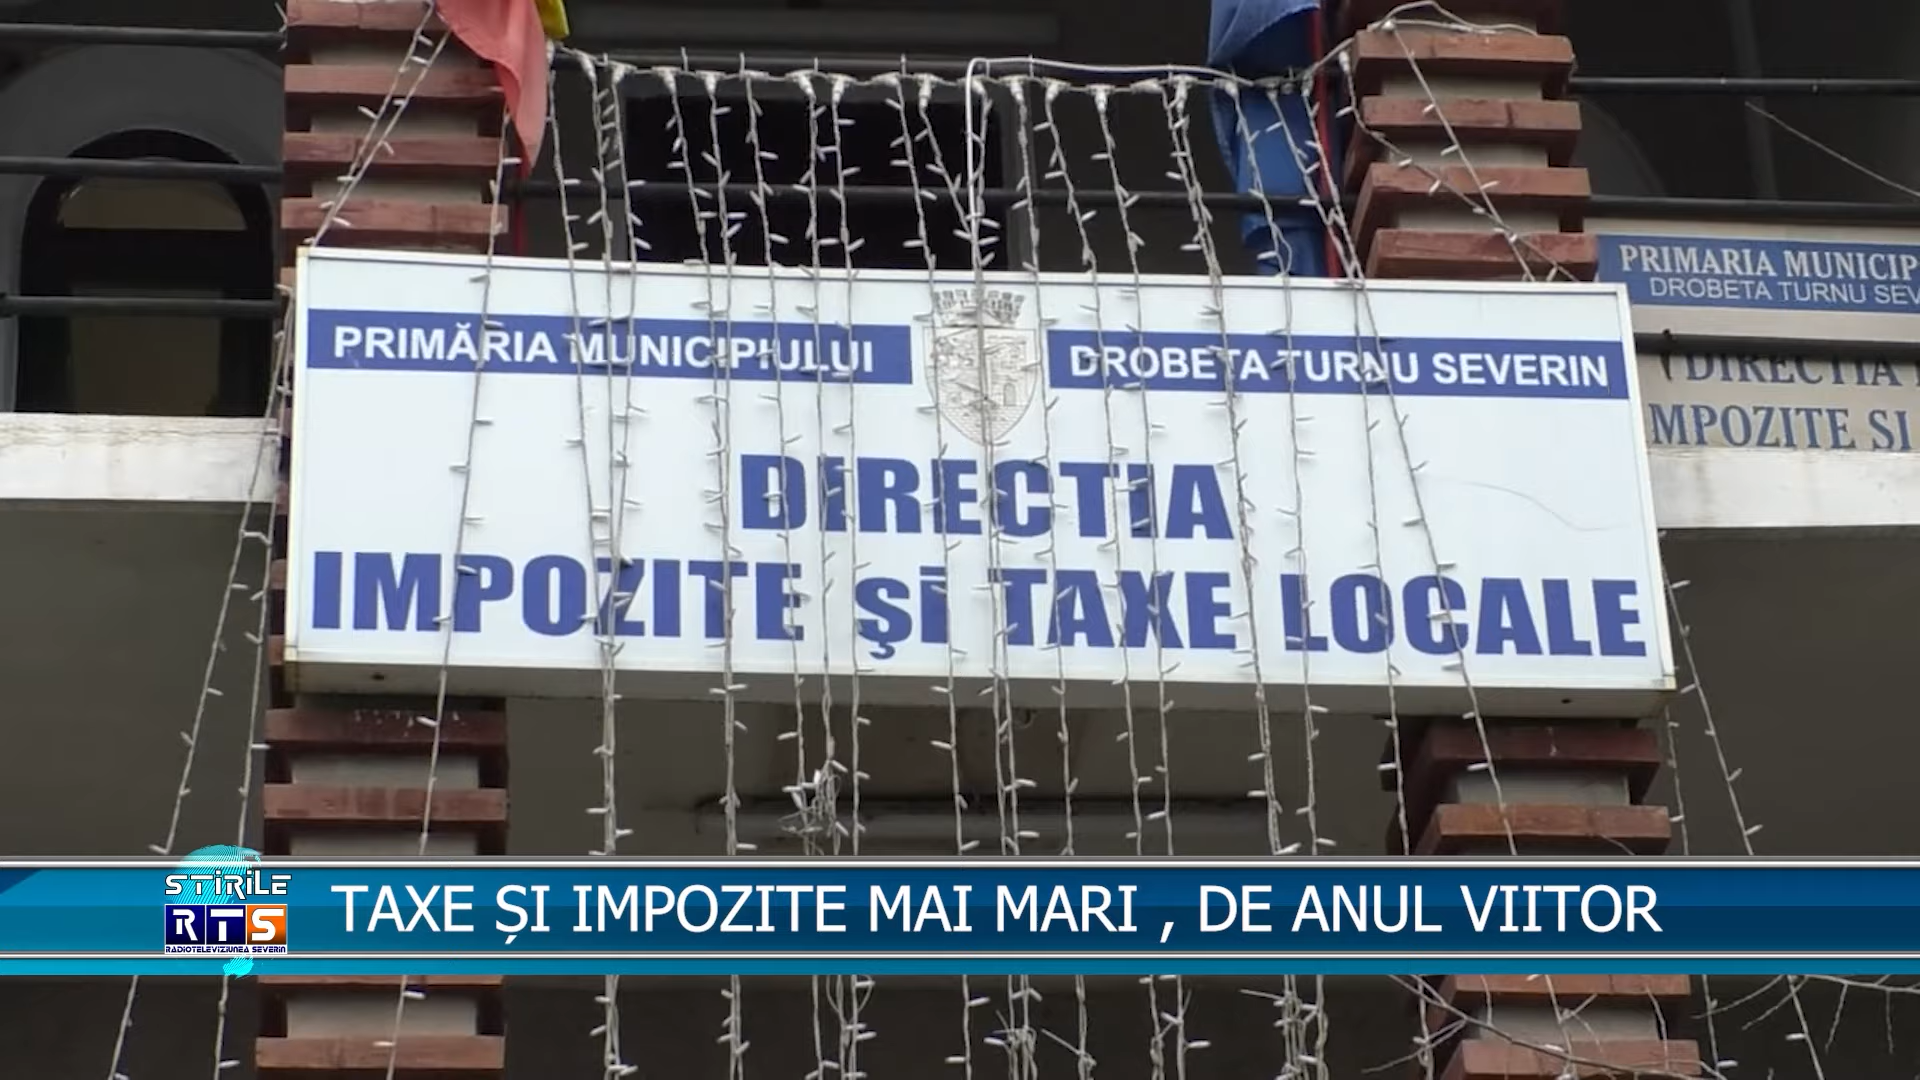 PRIMĂRIA MUNICIPIULUI
DROBETA TURNU SEVERIN
DIRECTIA
IMPOZITE şi TAXE LOCALE
PRIMARIA MUNICIP
DROBETA TURNU SEV
DIRECTIA
MPOZITE SI
STIRILE
RTS
RADIOTELEVIZIUNEA SEVERIN
TAXE ȘI IMPOZITE MAI MARI , DE ANUL VIITOR